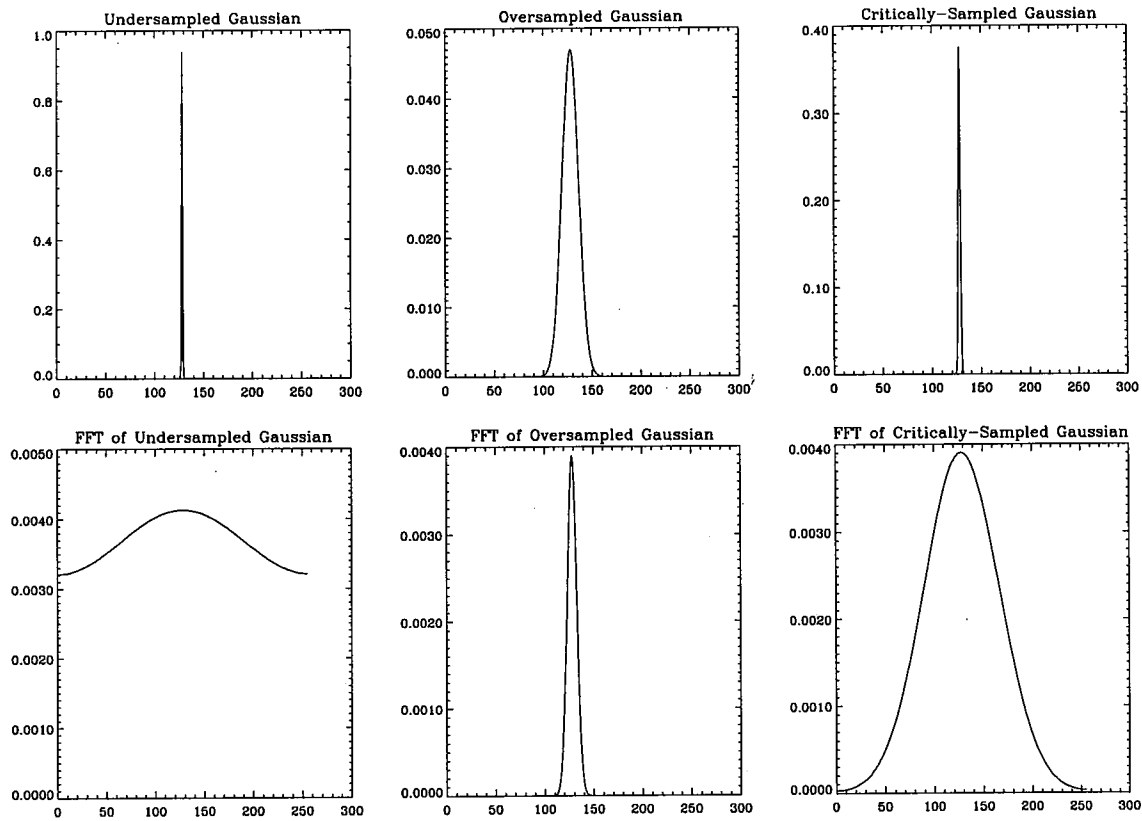 Undersampled Gaussian
1.0
0.8
0.6
0.4
0.2
0.0
0 50 100 150 200 250 300
Oversampled Gaussian
0.050
0.040
0.030
0.020
0.010
0.000
0 50 100 150 200 250 300
Critically-Sampled Gaussian
0.40
0.30
0.20
0.10
0.00
0 50 100 150 200 250 300
FFT of Undersampled Gaussian
0.0050
0.0040
0.0030
0.0020
0.0010
0.0000
0 50 100 150 200 250 300
FFT of Oversampled Gaussian
0.0040
0.0030
0.0020
0.0010
0.0000
0 50 100 150 200 250 300
FFT of Critically-Sampled Gaussian
0.0040
0.0030
0.0020
0.0010
0.0000
0 50 100 150 200 250 300